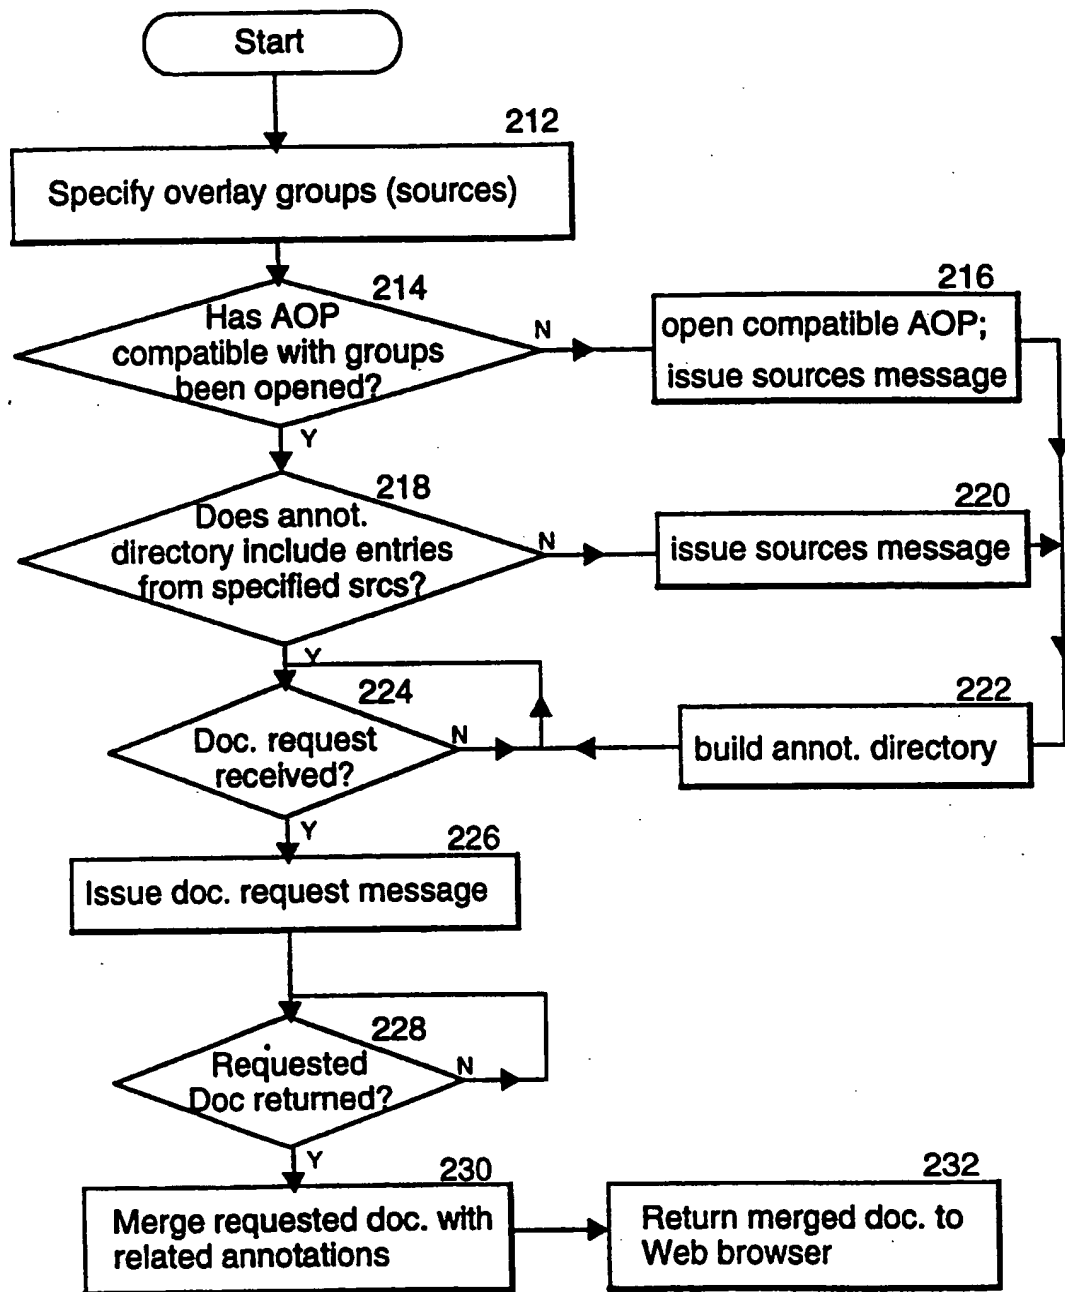 Start
212
Specify overlay groups (sources)
214
Has AOP
compatible with groups
been opened?
N
Y
216
open compatible AOP;
issue sources message
218
Does annot.
directory include entries
from specified srcs?
N
Y
220
issue sources message
222
build annot. directory
224
Doc. request
received?
N
Y
226
Issue doc. request message
228
Requested
Doc returned?
N
Y
230
Merge requested doc. with
related annotations
232
Return merged doc. to
Web browser